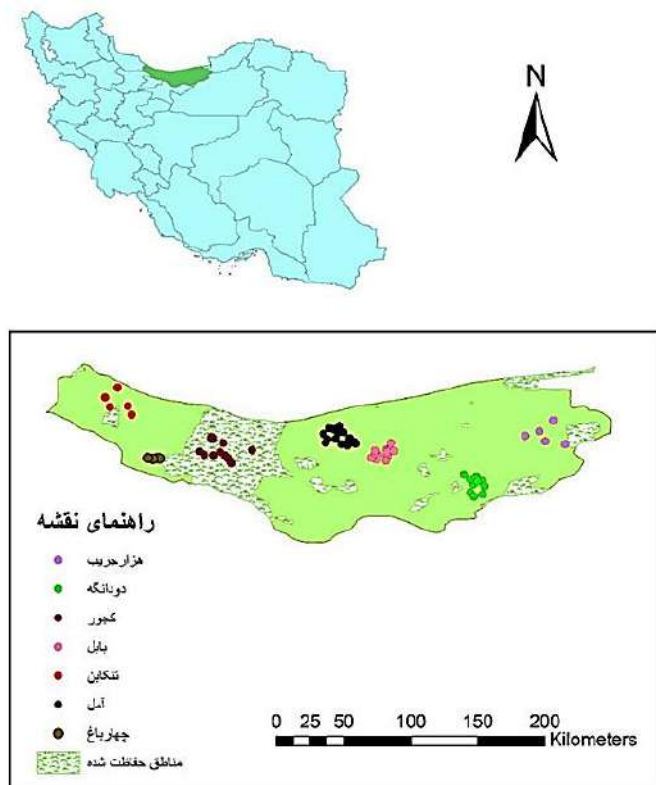 N
راهنمای نقشه
هزارجریب
دودانگه
کجور
بابل
تنکابن
آمل
چهارباغ
مناطق حفاظت شده
0 25 50 100 150 200
Kilometers